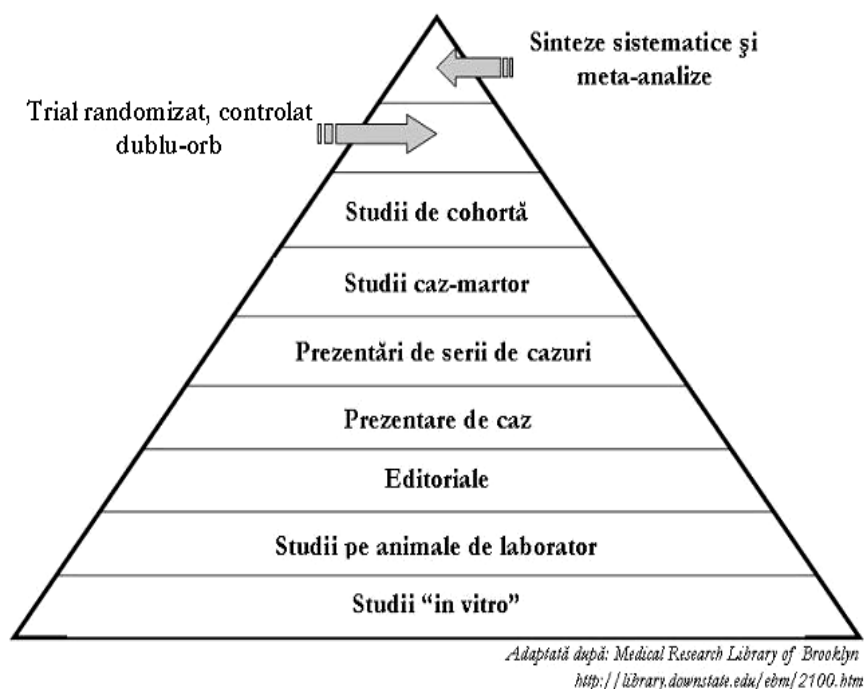 Sinteze sistematice şi
meta-analize
Trial randomizat, controlat
dublu-orb
Studii de cohortă
Studii caz-martor
Prezentări de serii de cazuri
Prezentare de caz
Editoriale
Studii pe animale de laborator
Studii “in vitro”
Adaptată după: Medical Research Library of Brooklyn
http://library.downstate.edu/ebm/2100.htm